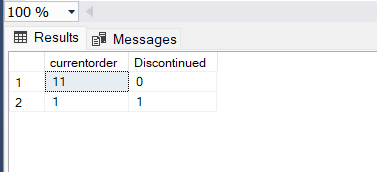 100 %
Results Messages
currentorder Discontinued
1 11 0
2 1 1